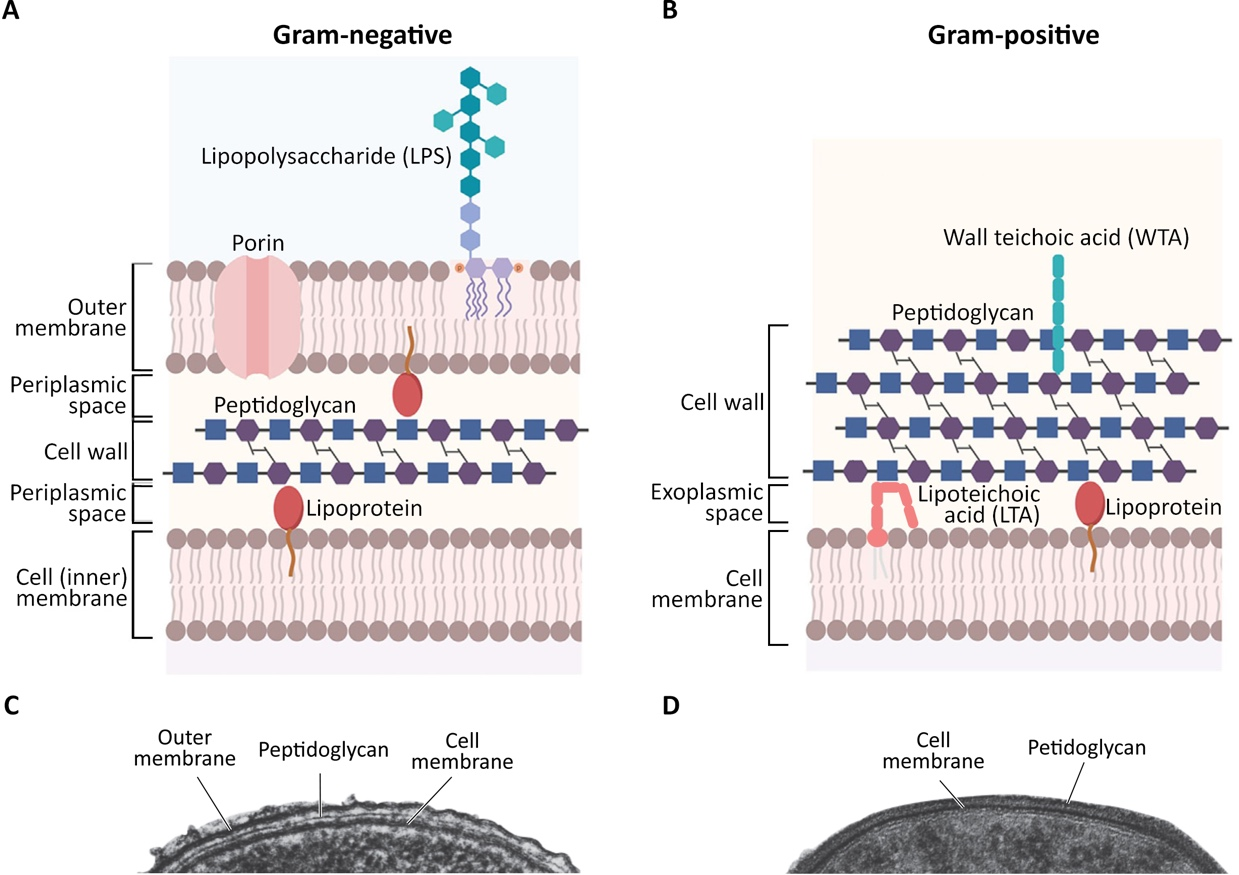 A
Gram-negative
Lipopolysaccharide (LPS)
Porin
P
P
Outer
membrane
Periplasmic
space
Peptidoglycan
Cell wall
Periplasmic
space
Lipoprotein
Cell (inner)
membrane
B
Gram-positive
Wall teichoic acid (WTA)
Peptidoglycan
Cell wall
Exoplasmic
space
Lipoteichoic
acid (LTA)
Lipoprotein
Cell
membrane
C
Outer
membrane
Peptidoglycan
Cell
membrane
D
Cell
membrane
Petidoglycan